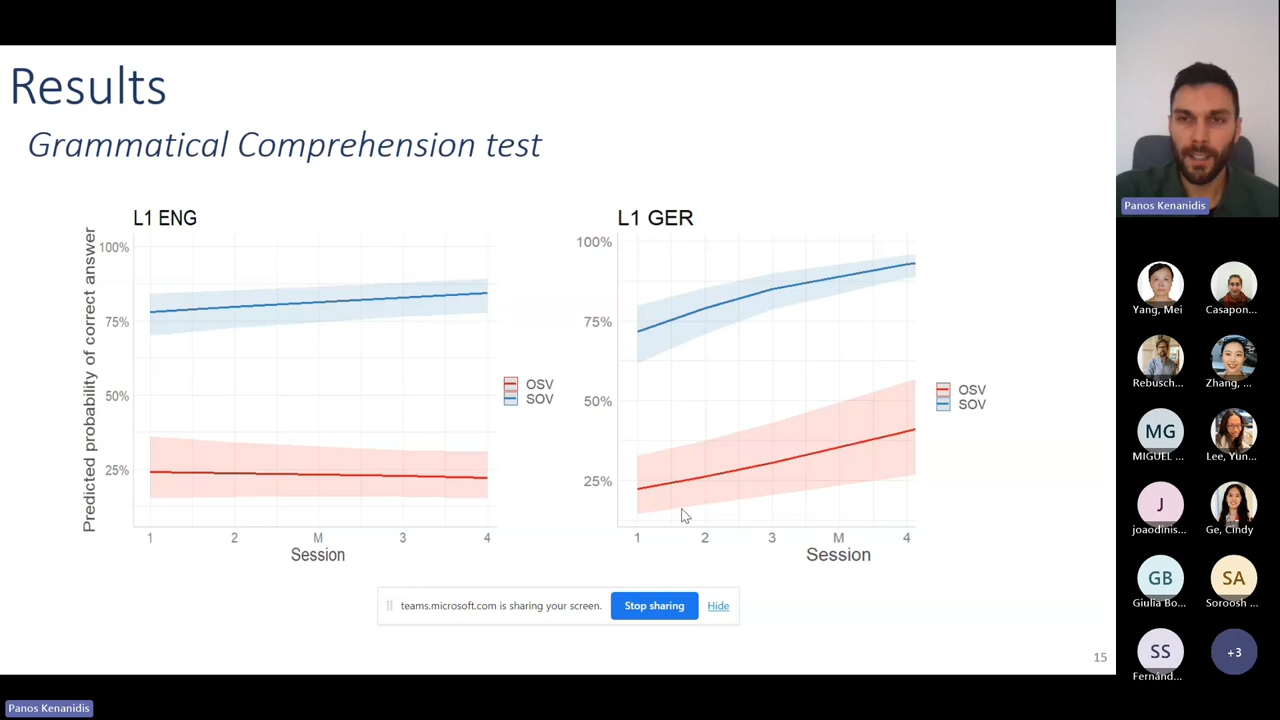 Results
Grammatical Comprehension test
L1 ENG
Predicted probability of correct answer
100%
75%
50%
25%
1 2 M 3 4
Session
OSV
SOV
L1 GER
100%
75%
50%
25%
1 2 3 M 4
Session
OSV
SOV
teams.microsoft.com is sharing your screen.
Stop sharing
Hide
15
Panos Kenanidis
Panos Kenanidis
Yang, Mei
Casapon...
Rebusch...
Zhang, ...
MG
MIGUEL ...
Lee, Yun...
J
joaodinis...
Ge, Cindy
GB
Giulia Bo...
SA
Soroosh ...
SS
Fernánd...
+3